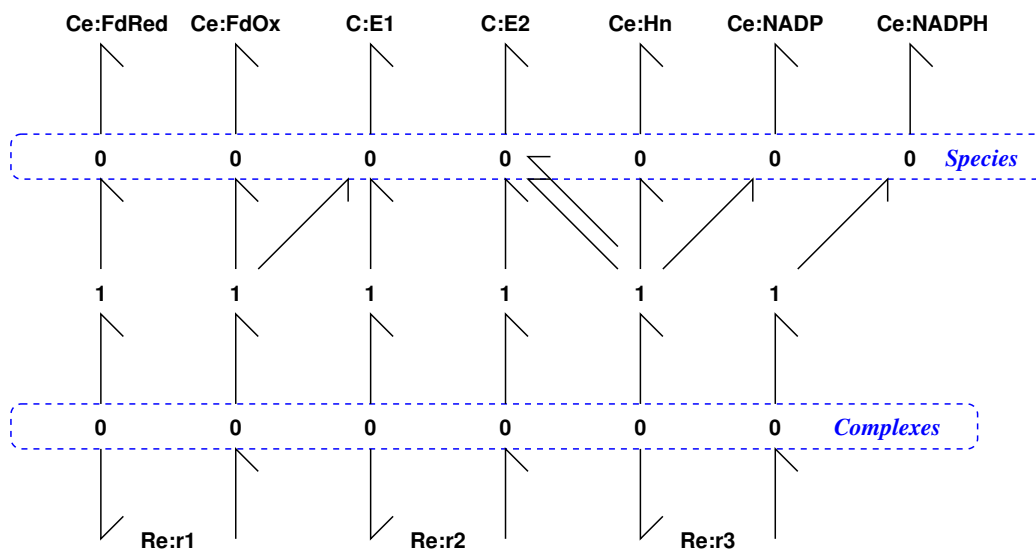 Ce:FdRed Ce:FdOx C:E1 C:E2 Ce:Hn Ce:NADP Ce:NADPH
0 0 0 0 0 0 0 Species
1 1 1 1 1 1
0 0 0 0 0 0 Complexes
Re:r1 Re:r2 Re:r3